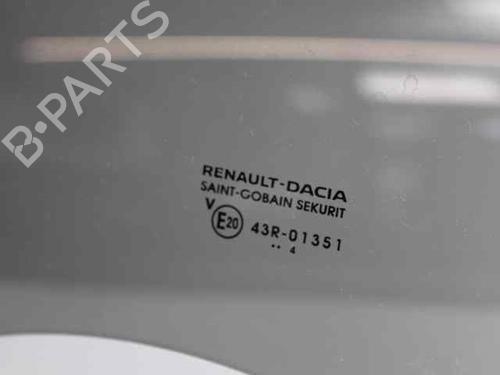 B-PARTS
RENAULT-DACIA
SAINT-GOBAIN SEKURIT
V
E20 43R-01351
.. 4